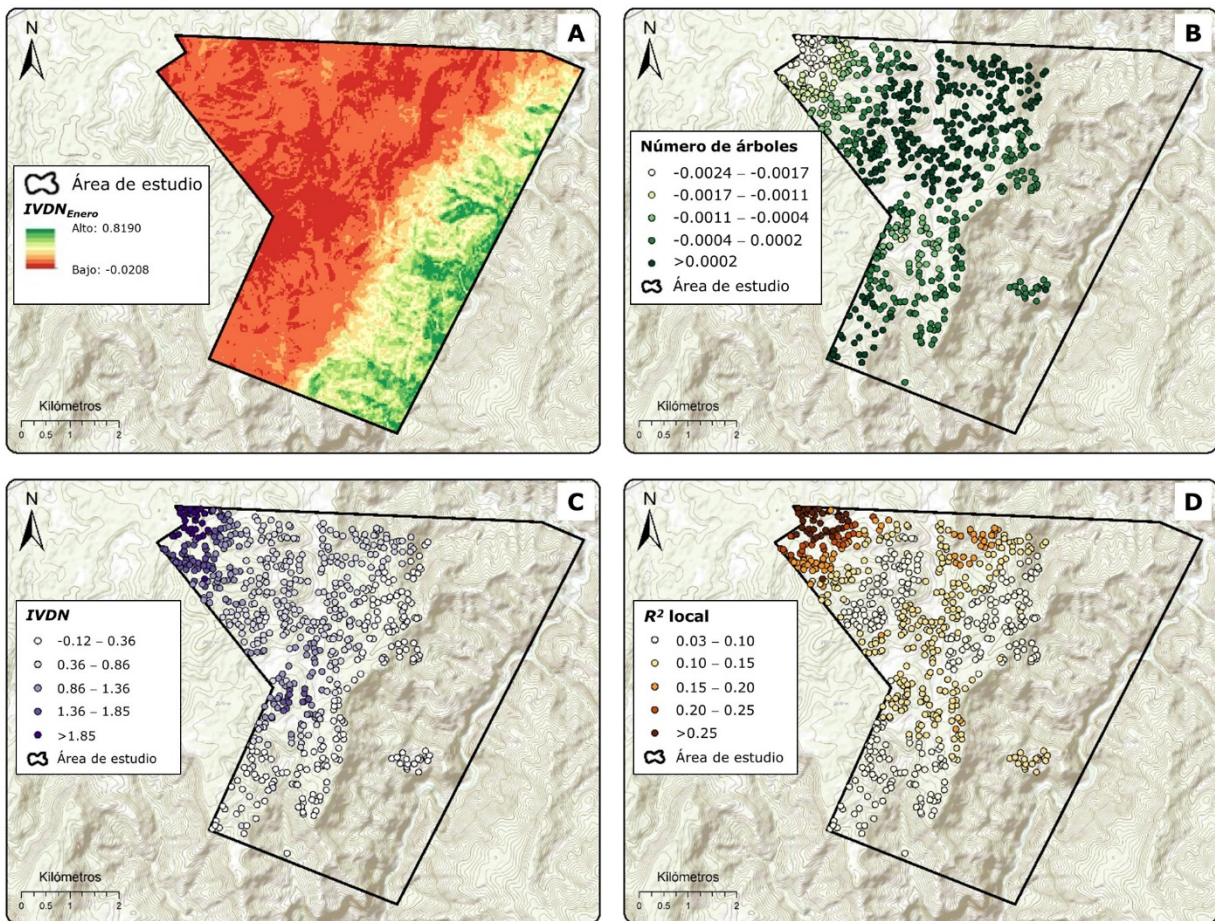 N
A
Área de estudio
IVDN Enero
Alto: 0.8190
Bajo: -0.0208
Kilómetros
0 0.5 1 2
N
B
Número de árboles
-0.0024 – -0.0017
-0.0017 – -0.0011
-0.0011 – -0.0004
-0.0004 – 0.0002
>0.0002
Área de estudio
Kilómetros
0 0.5 1 2
N
C
IVDN
-0.12 – 0.36
0.36 – 0.86
0.86 – 1.36
1.36 – 1.85
>1.85
Área de estudio
Kilómetros
0 0.5 1 2
N
D
R² local
0.03 – 0.10
0.10 – 0.15
0.15 – 0.20
0.20 – 0.25
>0.25
Área de estudio
Kilómetros
0 0.5 1 2